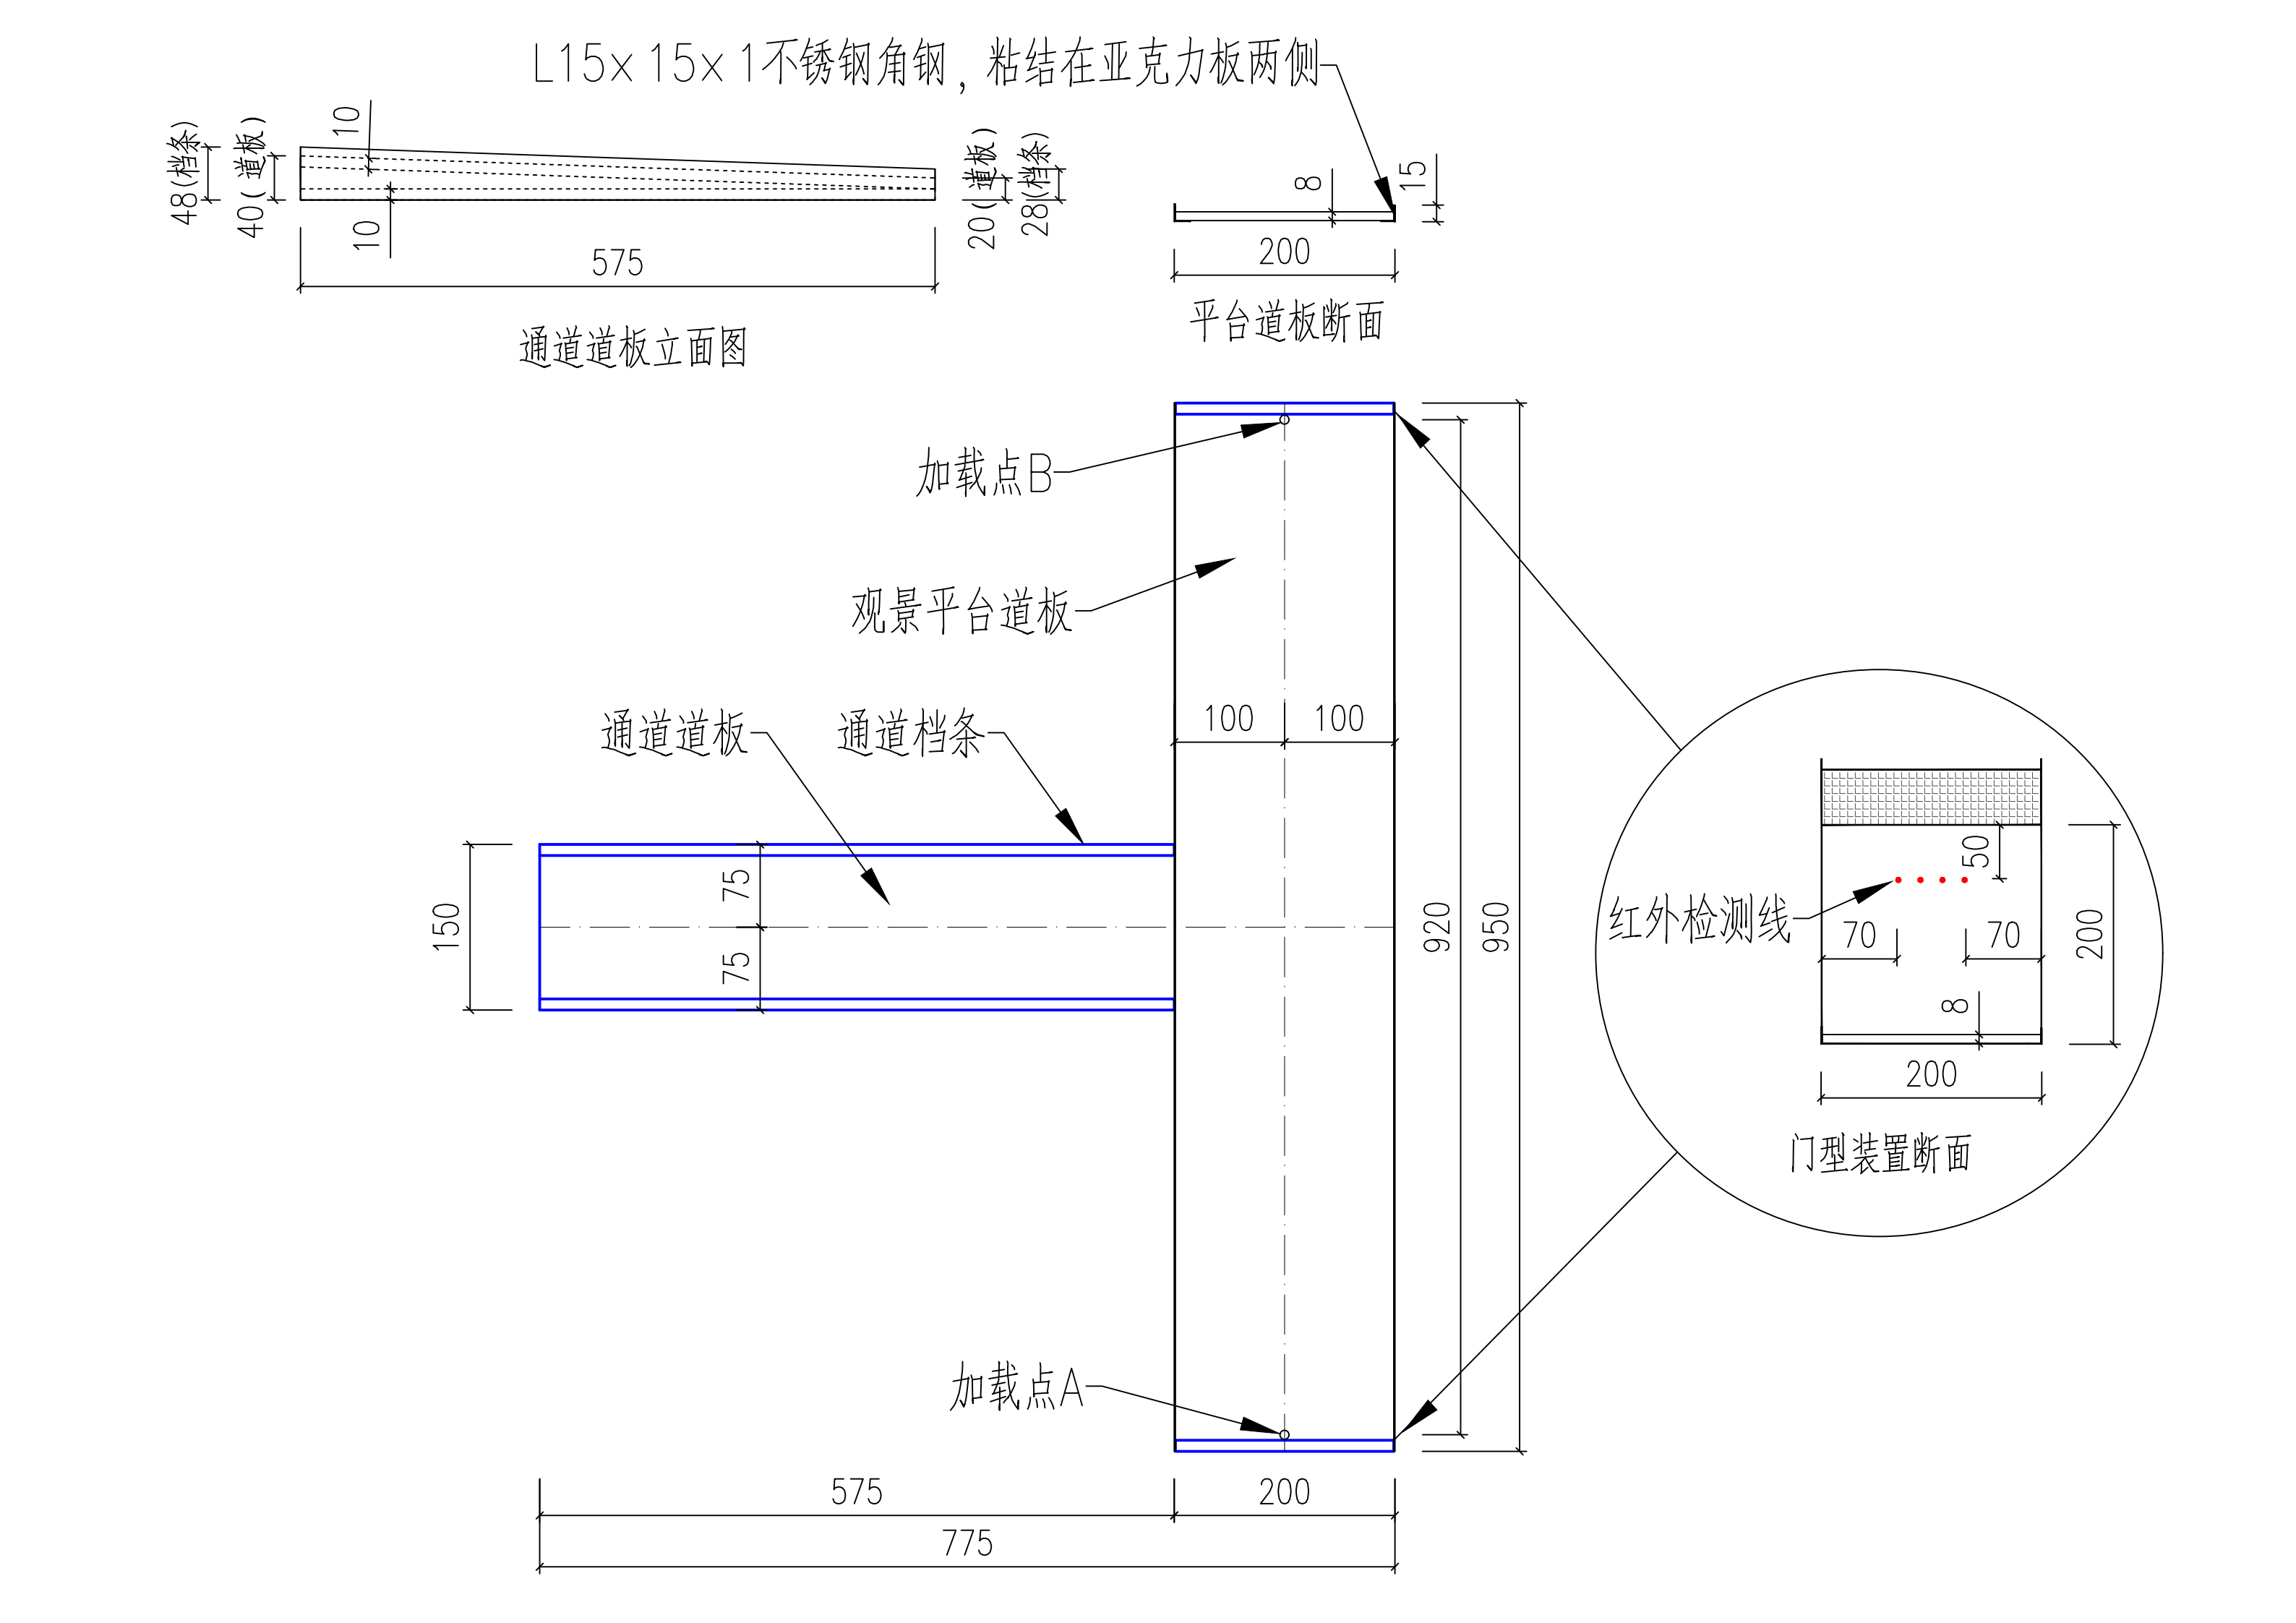 L15x15x1不锈钢角钢,粘结在亚克力板两侧
48(档条)
40(道板)
10
10
20(道板)
28(档条)
575
通道道板立面图
8
15
200
平台道板断面
加载点B
观景平台道板
通道道板
通道档条
100
100
150
75
75
920
950
红外检测线
50
70
70
200
8
200
门型装置断面
加载点A
575
200
775